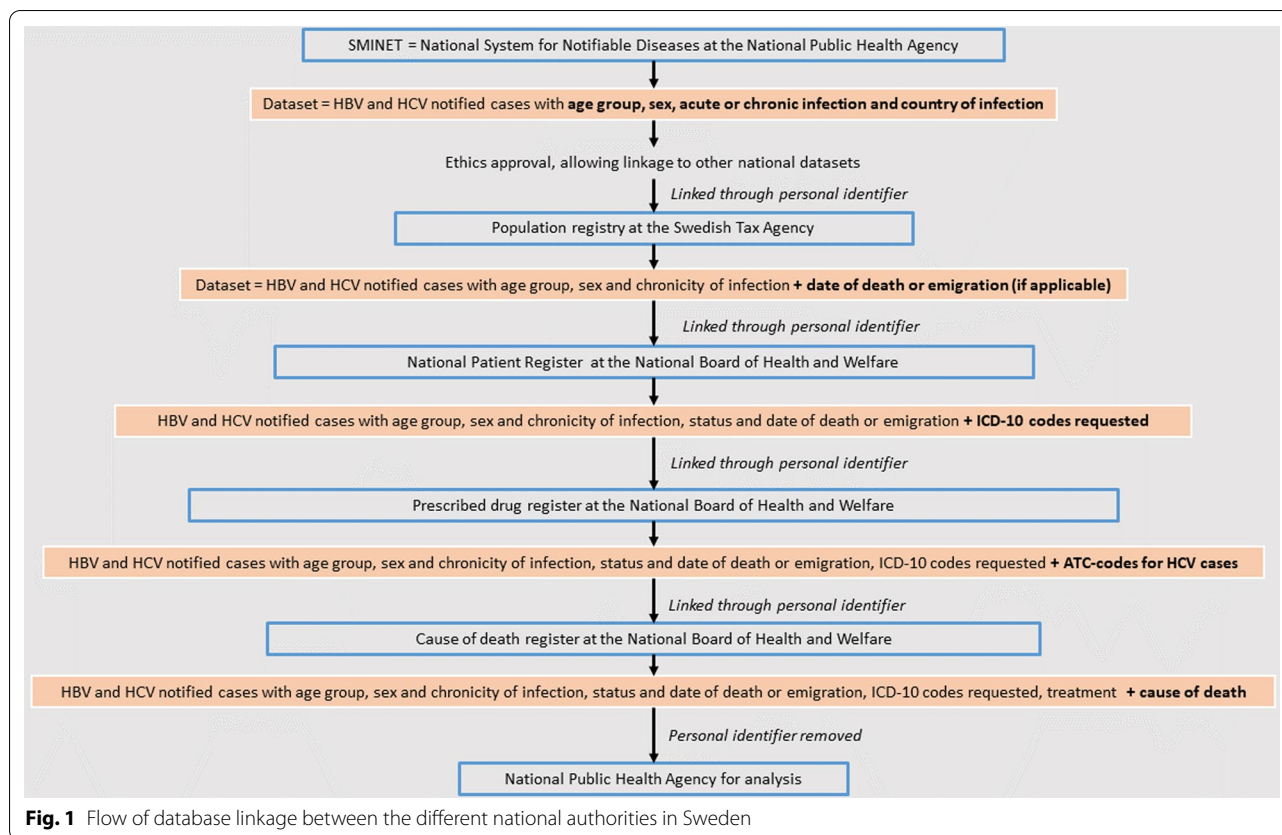 SMINET = National System for Notifiable Diseases at the National Public Health Agency
Dataset = HBV and HCV notified cases with age group, sex, acute or chronic infection and country of infection
Ethics approval, allowing linkage to other national datasets
Linked through personal identifier
Population registry at the Swedish Tax Agency
Dataset = HBV and HCV notified cases with age group, sex and chronicity of infection + date of death or emigration (if applicable)
Linked through personal identifier
National Patient Register at the National Board of Health and Welfare
HBV and HCV notified cases with age group, sex and chronicity of infection, status and date of death or emigration + ICD-10 codes requested
Linked through personal identifier
Prescribed drug register at the National Board of Health and Welfare
HBV and HCV notified cases with age group, sex and chronicity of infection, status and date of death or emigration, ICD-10 codes requested + ATC-codes for HCV cases
Linked through personal identifier
Cause of death register at the National Board of Health and Welfare
HBV and HCV notified cases with age group, sex and chronicity of infection, status and date of death or emigration, ICD-10 codes requested, treatment + cause of death
Personal identifier removed
National Public Health Agency for analysis
Fig. 1 Flow of database linkage between the different national authorities in Sweden